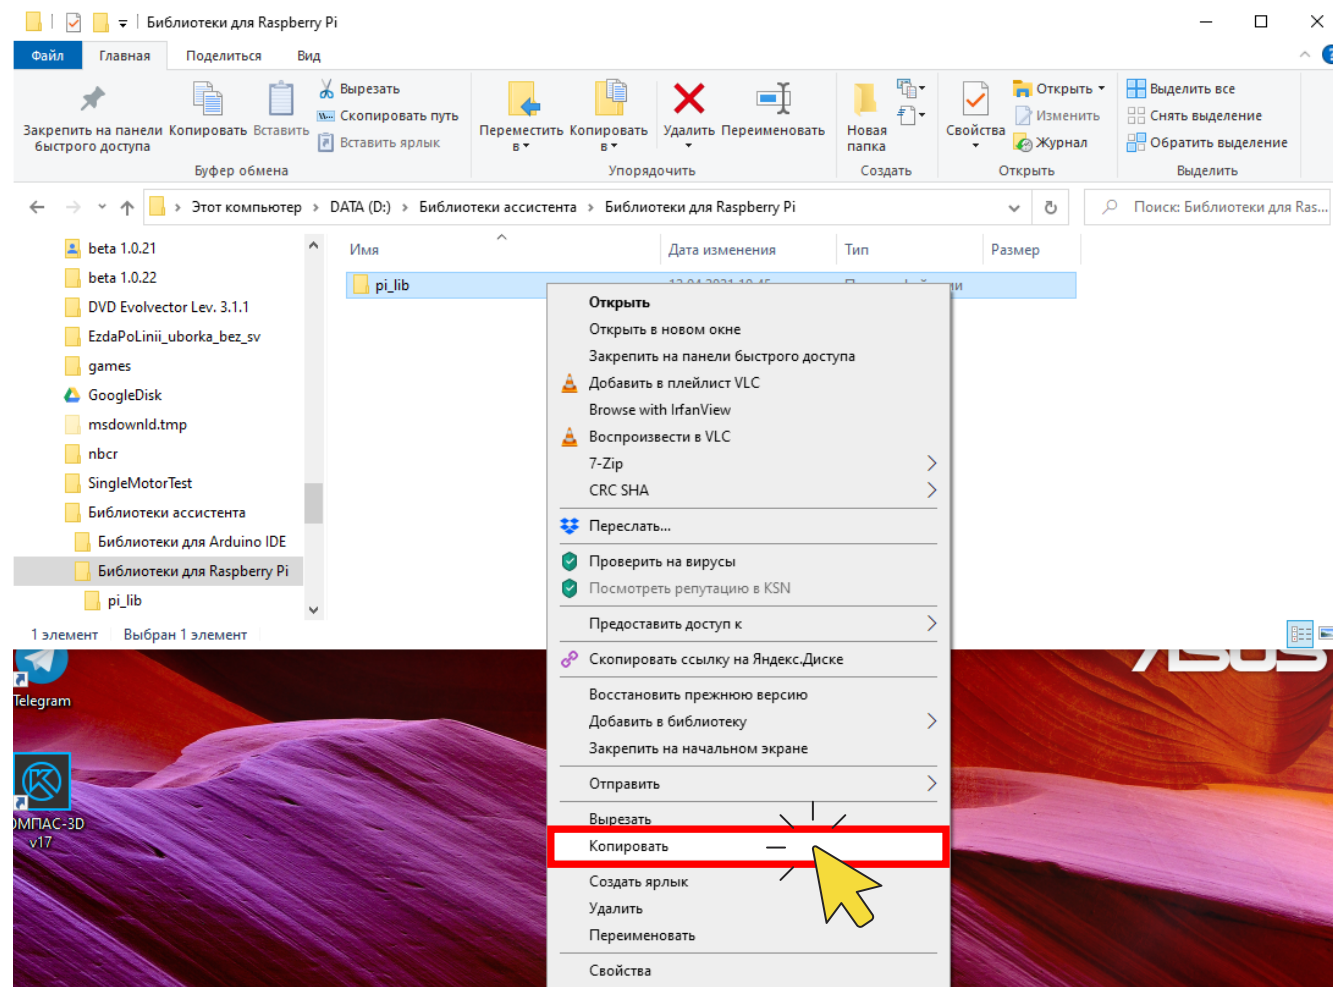 Библиотеки для Raspberry Pi
Файл Главная Поделиться Вид
Закрепить на панели быстрого доступа
Копировать
Вставить
Вырезать
Скопировать путь
Вставить ярлык
Буфер обмена
Переместить в
Копировать в
Удалить
Переименовать
Упорядочить
Новая папка
Создать
Свойства
Открыть
Изменить
Журнал
Открыть
Выделить все
Снять выделение
Обратить выделение
Выделить
Этот компьютер > DATA (D:) > Библиотеки ассистента > Библиотеки для Raspberry Pi
Поиск: Библиотеки для Ras...
beta 1.0.21
beta 1.0.22
DVD Evolvector Lev. 3.1.1
EzdaPoLinii_uborka_bez_sv
games
GoogleDisk
msdownld.tmp
nbcr
SingleMotorTest
Библиотеки ассистента
Библиотеки для Arduino IDE
Библиотеки для Raspberry Pi
pi_lib
Имя Дата изменения Тип Размер
pi_lib
Открыть
Открыть в новом окне
Закрепить на панели быстрого доступа
Добавить в плейлист VLC
Browse with IrfanView
Воспроизвести в VLC
7-Zip
CRC SHA
Переслать...
Проверить на вирусы
Посмотреть репутацию в KSN
Предоставить доступ к
Скопировать ссылку на Яндекс.Диске
Восстановить прежнюю версию
Добавить в библиотеку
Закрепить на начальном экране
Отправить
Вырезать
Копировать
Создать ярлык
Удалить
Переименовать
Свойства
1 элемент Выбран 1 элемент
Telegram
ОМПАС-3D
v17
ASUS